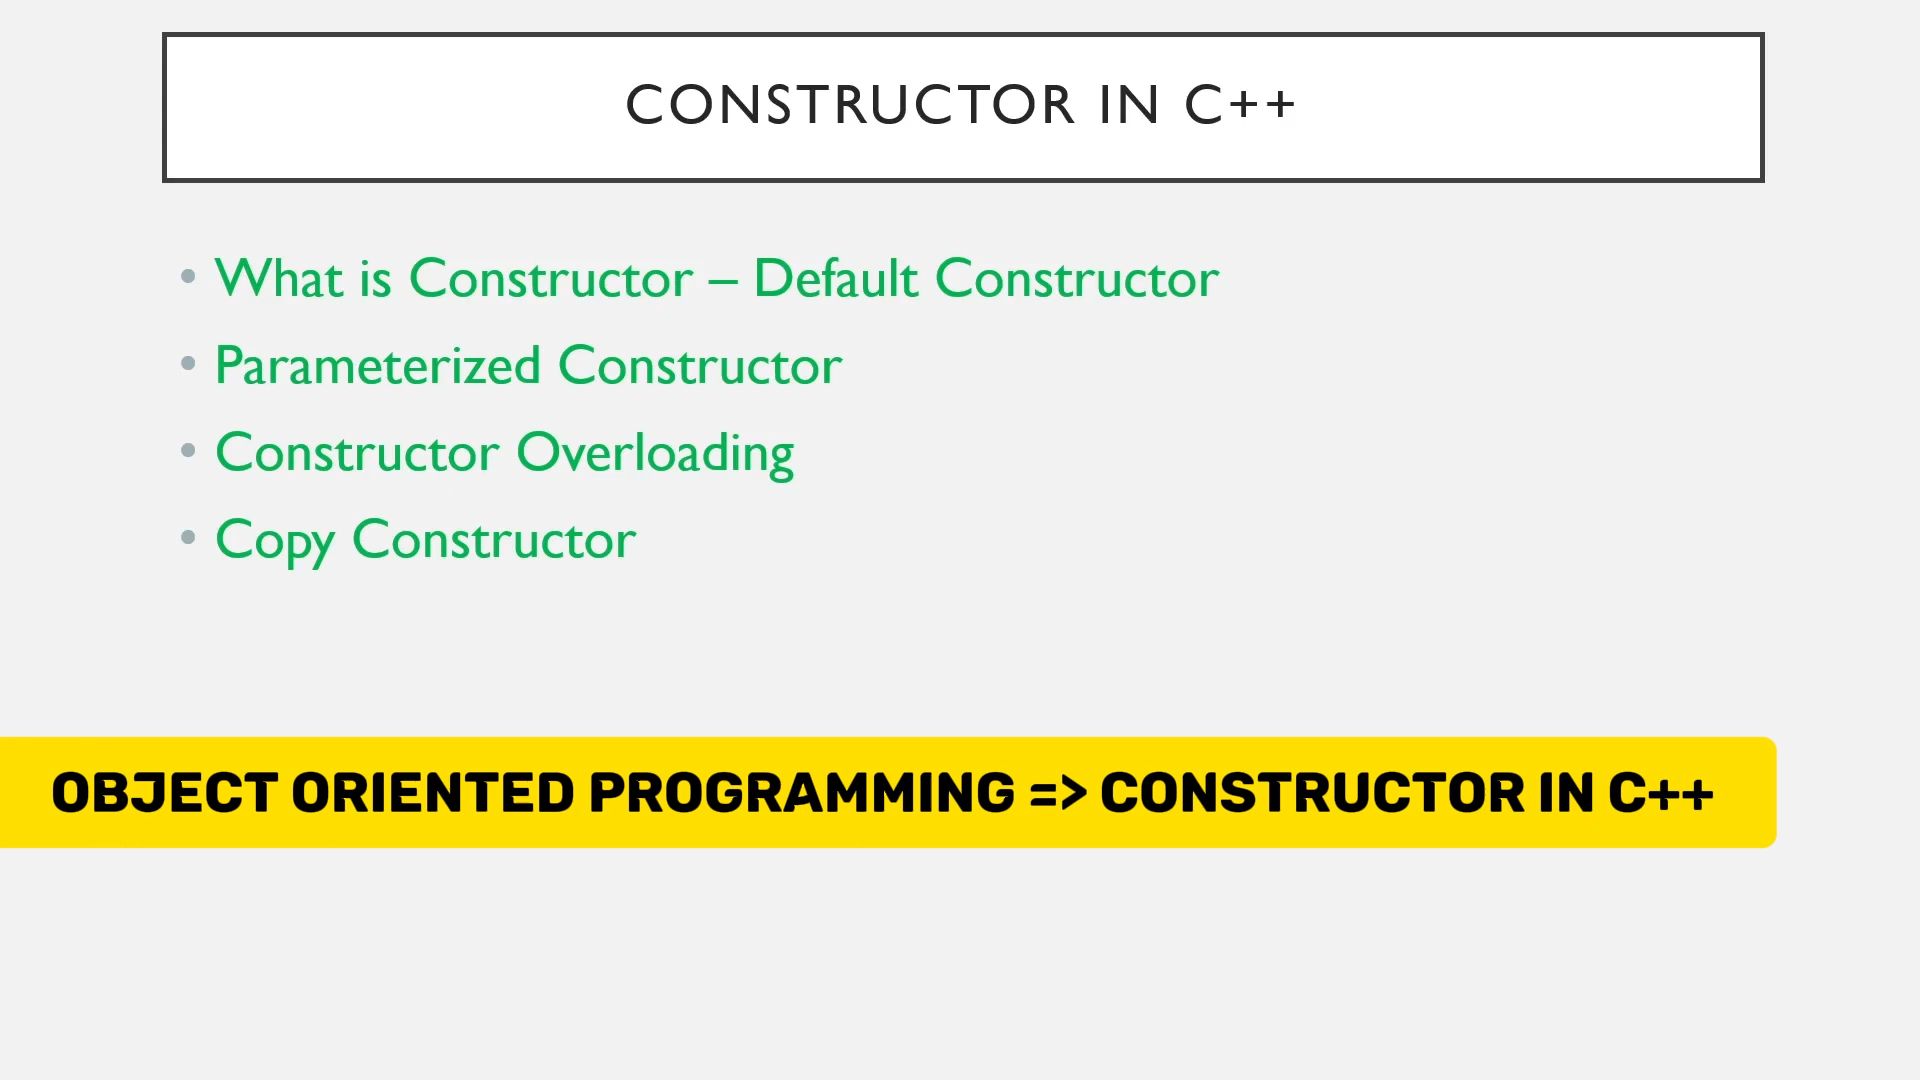 CONSTRUCTOR IN C++
• What is Constructor – Default Constructor
• Parameterized Constructor
• Constructor Overloading
• Copy Constructor
OBJECT ORIENTED PROGRAMMING => CONSTRUCTOR IN C++